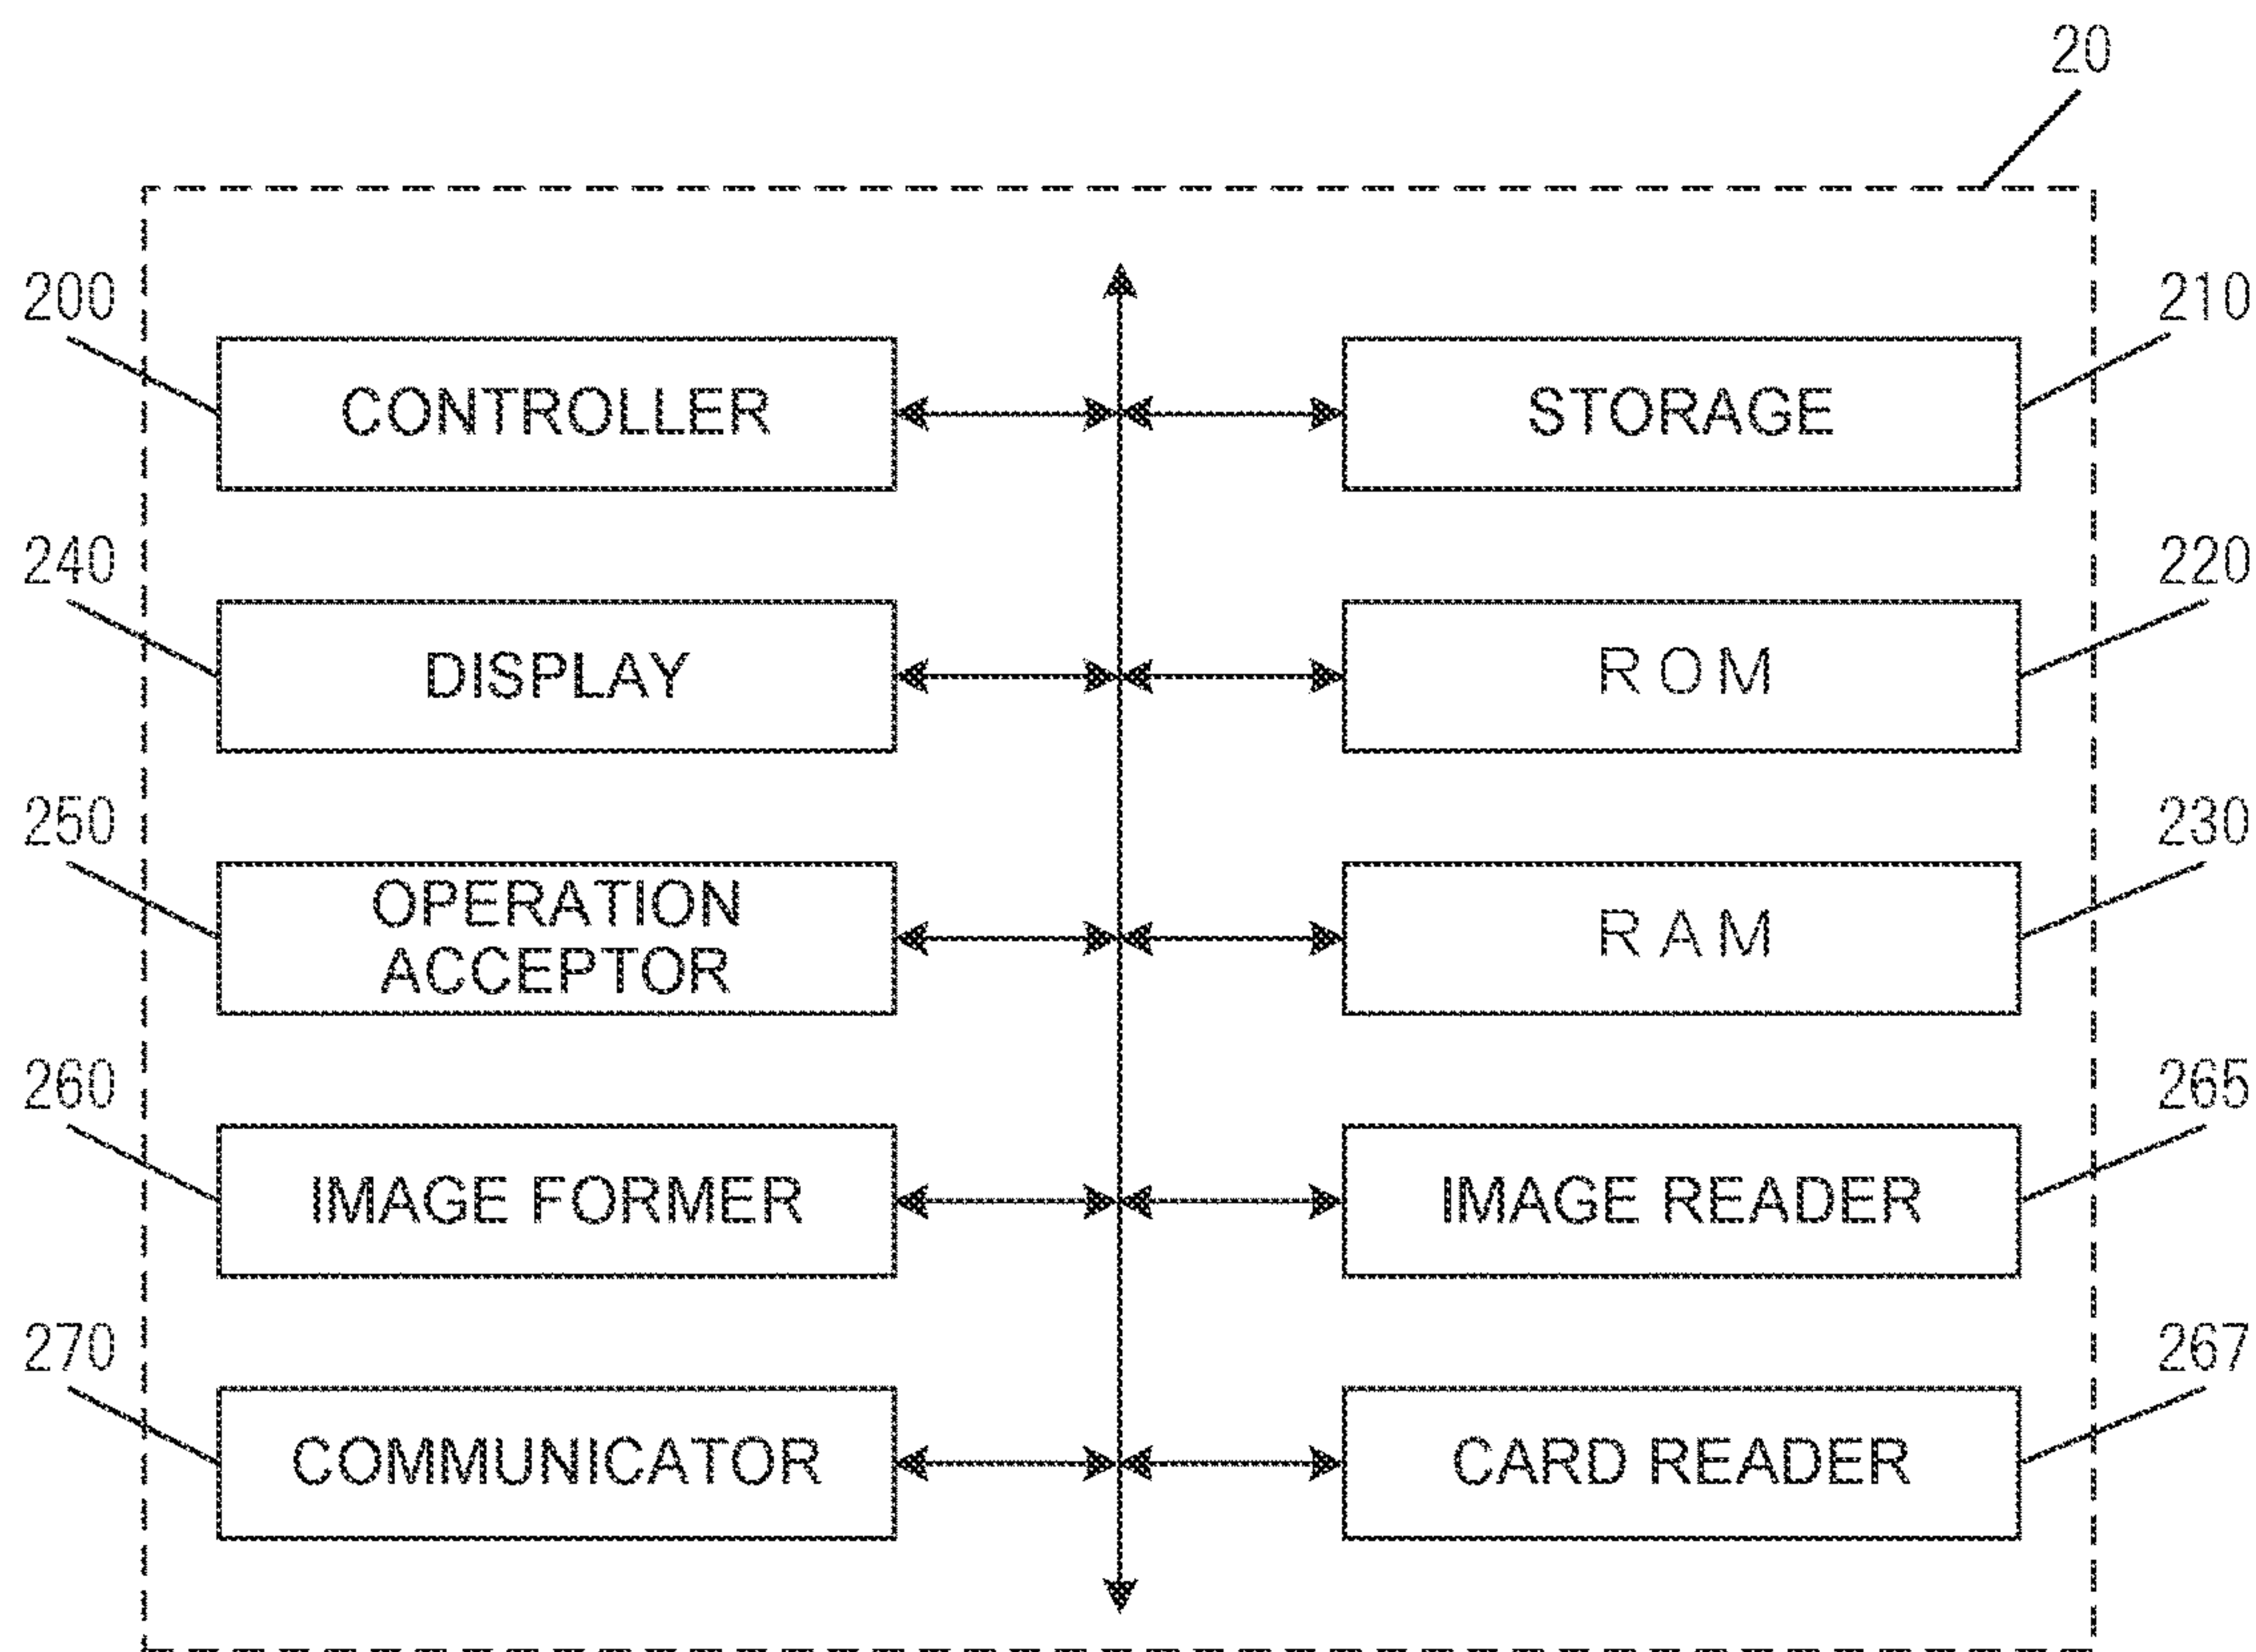 20
200
CONTROLLER
STORAGE
210
240
DISPLAY
ROM
220
250
OPERATION
ACCEPTOR
RAM
230
260
IMAGE FORMER
IMAGE READER
265
270
COMMUNICATOR
CARD READER
267